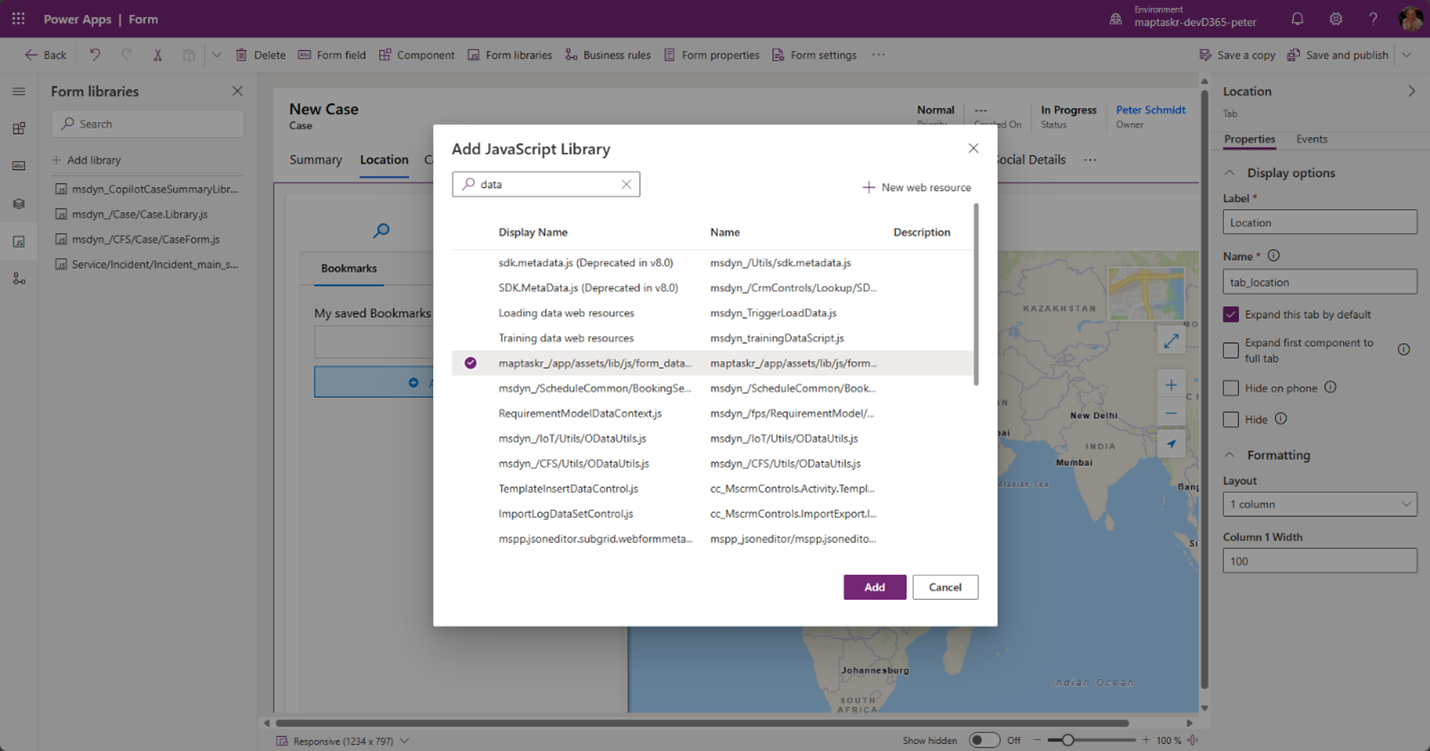 Power Apps | Form
Environment
maptaskr-devD365-peter
Back
Delete
Form field
Component
Form libraries
Business rules
Form properties
Form settings
Save a copy
Save and publish
Form libraries
Search
Add library
msdyn_CopilotCaseSummaryLibr...
msdyn_/Case/Case.Library.js
msdyn_/CFS/Case/CaseForm.js
Service/Incident/Incident_main_s...
New Case
Case
Normal
Priority
---
Created On
In Progress
Status
Peter Schmidt
Owner
Summary
Location
Social Details
Bookmarks
My saved Bookmarks
Add JavaScript Library
data
New web resource
Display Name Name Description
sdk.metadata.js (Deprecated in v8.0) msdyn_/Utils/sdk.metadata.js
SDK.MetaData.js (Deprecated in v8.0) msdyn_/CrmControls/Lookup/SD...
Loading data web resources msdyn_TriggerLoadData.js
Training data web resources msdyn_trainingDataScript.js
maptaskr_/app/assets/lib/js/form_data... maptaskr_/app/assets/lib/js/form...
msdyn_/ScheduleCommon/BookingSe... msdyn_/ScheduleCommon/Book...
RequirementModelDataContext.js msdyn_/fps/RequirementModel/...
msdyn_/IoT/Utils/ODataUtils.js msdyn_/IoT/Utils/ODataUtils.js
msdyn_/CFS/Utils/ODataUtils.js msdyn_/CFS/Utils/ODataUtils.js
TemplateInsertDataControl.js cc_MscrmControls.Activity.Templ...
ImportLogDataSetControl.js cc_MscrmControls.ImportExport.I...
mspp.jsoneditor.subgrid.webformmeta... mspp_jsoneditor/mspp.jsonedito...
Add
Cancel
KAZAKHSTAN
New Delhi
INDIA
Mumbai
Arabian Sea
Bang
Johannesburg
SOUTH
AFRICA
Indian Ocean
Location
Tab
Properties
Events
Display options
Label *
Location
Name *
tab_location
Expand this tab by default
Expand first component to
full tab
Hide on phone
Hide
Formatting
Layout
1 column
Column 1 Width
100
Responsive (1234 x 797)
Show hidden
Off
100 %